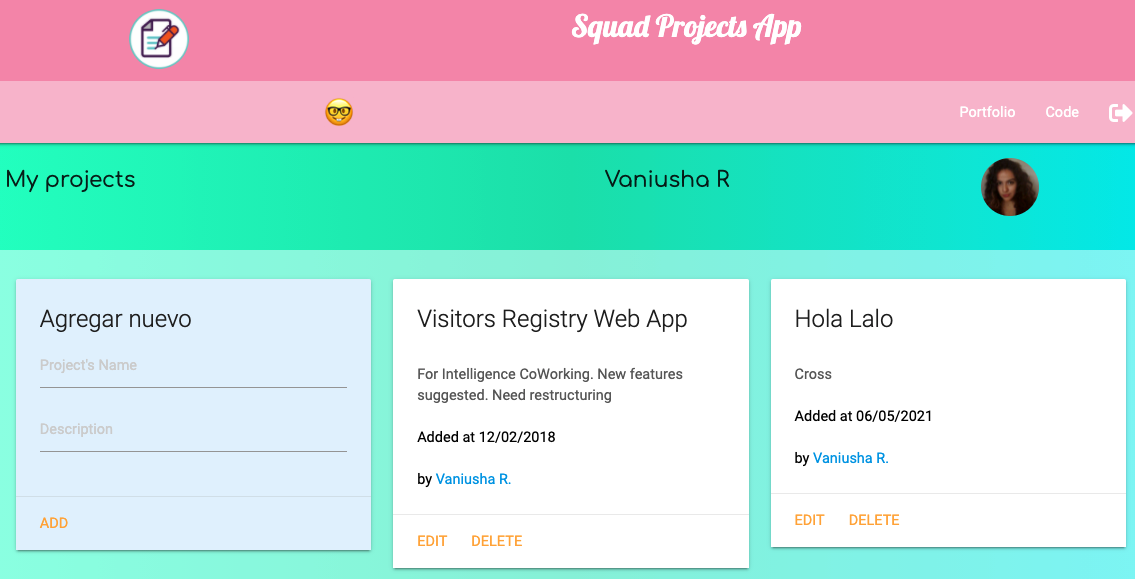 Squad Projects App
Portfolio Code
My projects
Vaniusha R
Agregar nuevo
Project's Name
Description
ADD
Visitors Registry Web App
For Intelligence CoWorking. New features
suggested. Need restructuring
Added at 12/02/2018
by Vaniusha R.
EDIT DELETE
Hola Lalo
Cross
Added at 06/05/2021
by Vaniusha R.
EDIT DELETE